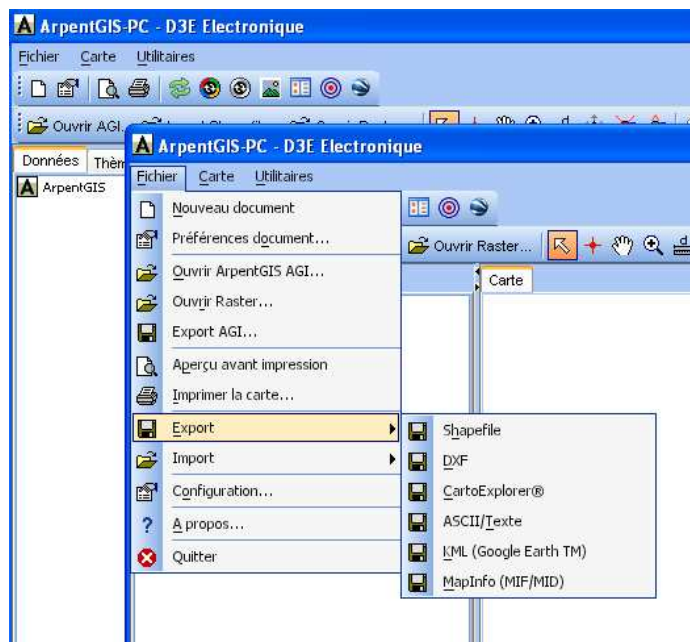 ArpentGIS-PC - D3E Electronique
Fichier Carte Utilitaires
Ouvrir AGI...
Données Thèm
ArpentGIS
ArpentGIS-PC - D3E Electronique
Fichier Carte Utilitaires
Ouvrir Raster...
Carte
Nouveau document
Préférences document...
Ouvrir ArpentGIS AGI...
Ouvrir Raster...
Export AGI...
Aperçu avant impression
Imprimer la carte...
Export
Import
Configuration...
A propos...
Quitter
Shapefile
DXF
CartoExplorer®
ASCII/Texte
KML (Google Earth TM)
MapInfo (MIF/MID)